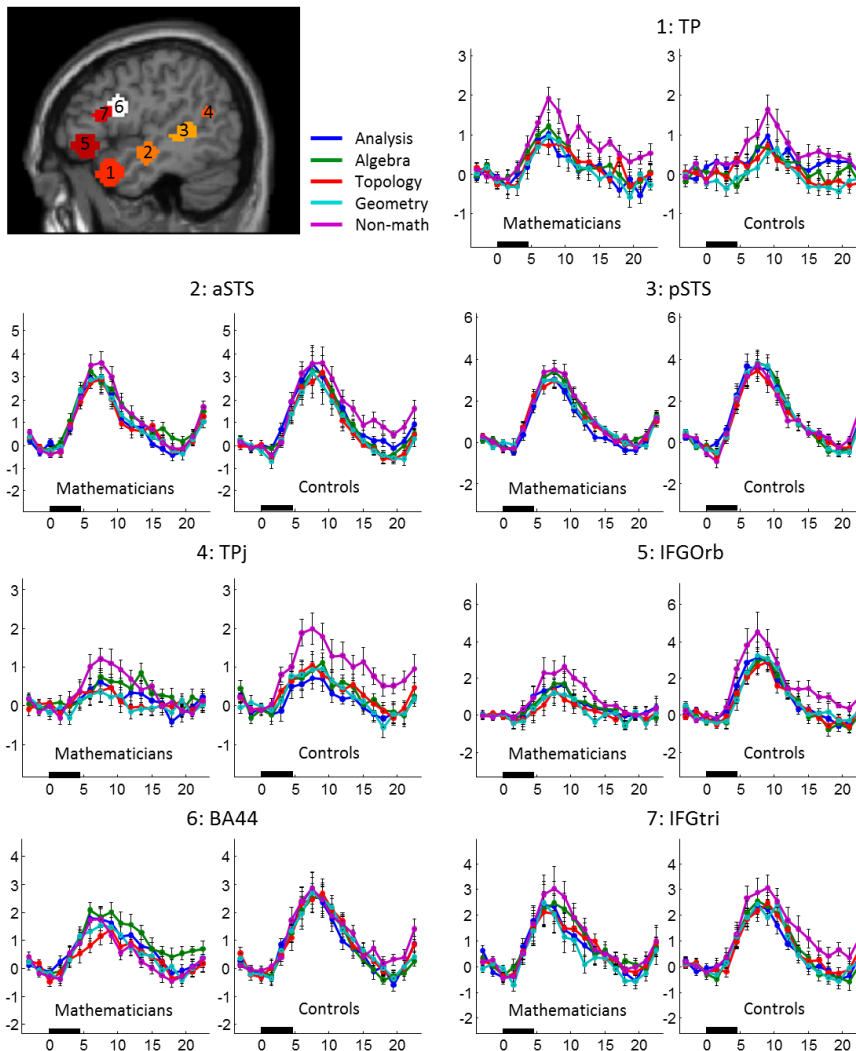 1: TP
7
6
4
5
3
2
1
Analysis
Algebra
Topology
Geometry
Non-math
3
2
1
0
-1
Mathematicians
Controls
0 5 10 15 20
0 5 10 15 20
2: aSTS
3: pSTS
5
4
3
2
1
0
-1
-2
Mathematicians
Controls
0 5 10 15 20
0 5 10 15 20
6
4
2
0
-2
Mathematicians
Controls
0 5 10 15 20
0 5 10 15 20
4: TPj
5: IFGOrb
3
2
1
0
-1
Mathematicians
Controls
0 5 10 15 20
0 5 10 15 20
6
4
2
0
-2
Mathematicians
Controls
0 5 10 15 20
0 5 10 15 20
6: BA44
7: IFGtri
4
3
2
1
0
-1
-2
Mathematicians
Controls
0 5 10 15 20
0 5 10 15 20
4
3
2
1
0
-1
-2
Mathematicians
Controls
0 5 10 15 20
0 5 10 15 20